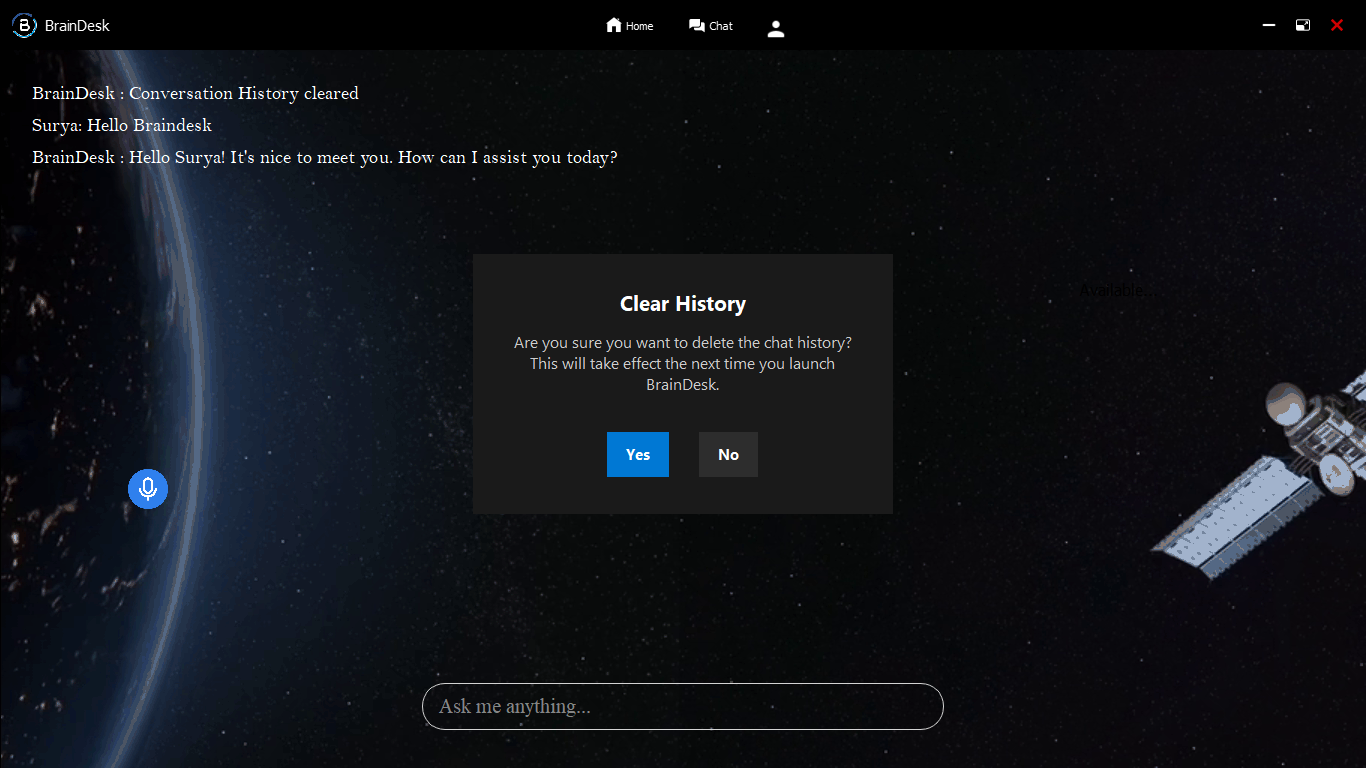 BrainDesk
Home
Chat
BrainDesk : Conversation History cleared
Surya: Hello Braindesk
BrainDesk : Hello Surya! It's nice to meet you. How can I assist you today?
Available...
Clear History
Are you sure you want to delete the chat history?
This will take effect the next time you launch
BrainDesk.
Yes
No
Ask me anything...